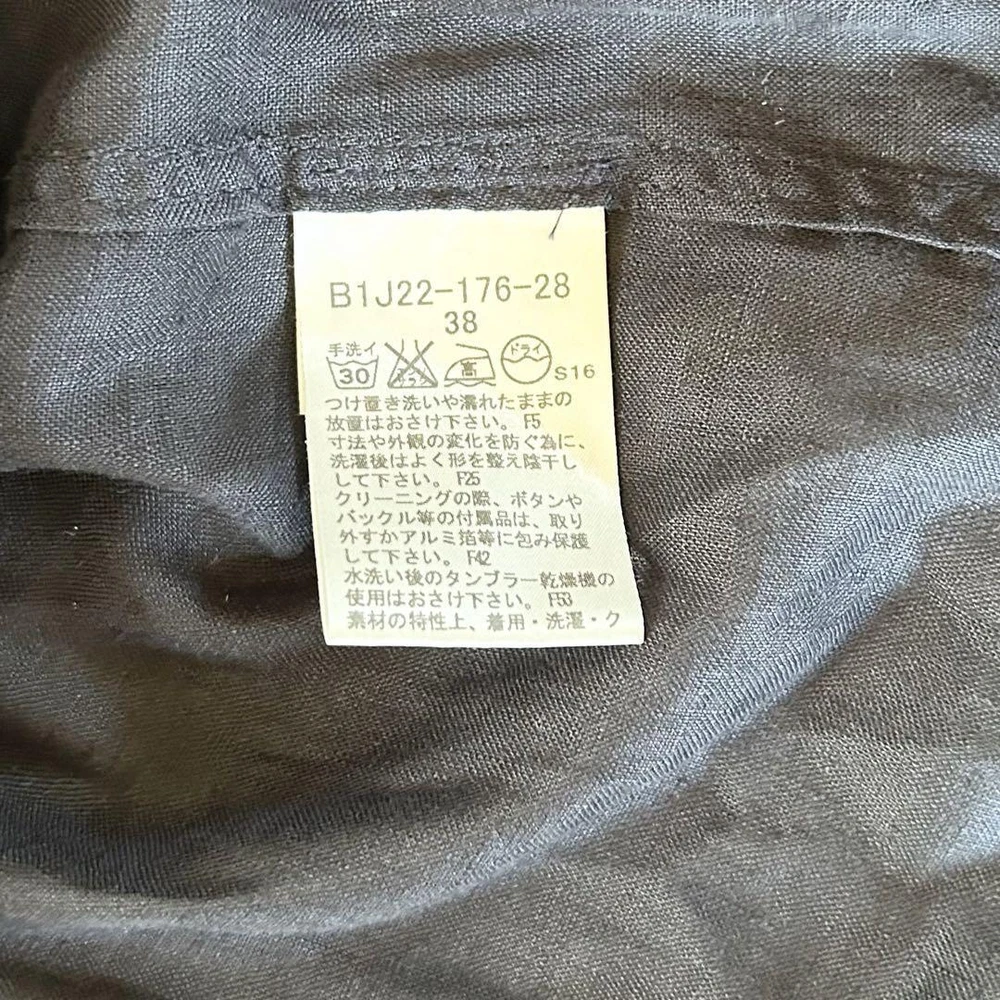 B1J22-176-28
38
手洗イ
30
エンソサラシ
高
ドライ
S16
つけ置き洗いや濡れたままの
放置はおさけ下さい。 F5
寸法や外観の変化を防ぐ為に、
洗濯後はよく形を整え陰干し
して下さい。 F25
クリーニングの際、ボタンや
バックル等の付属品は、取り
外すかアルミ箔等に包み保護
して下さい。 F42
水洗い後のタンブラー乾燥機の
使用はおさけ下さい。 F53
素材の特性上、着用・洗濯・ク